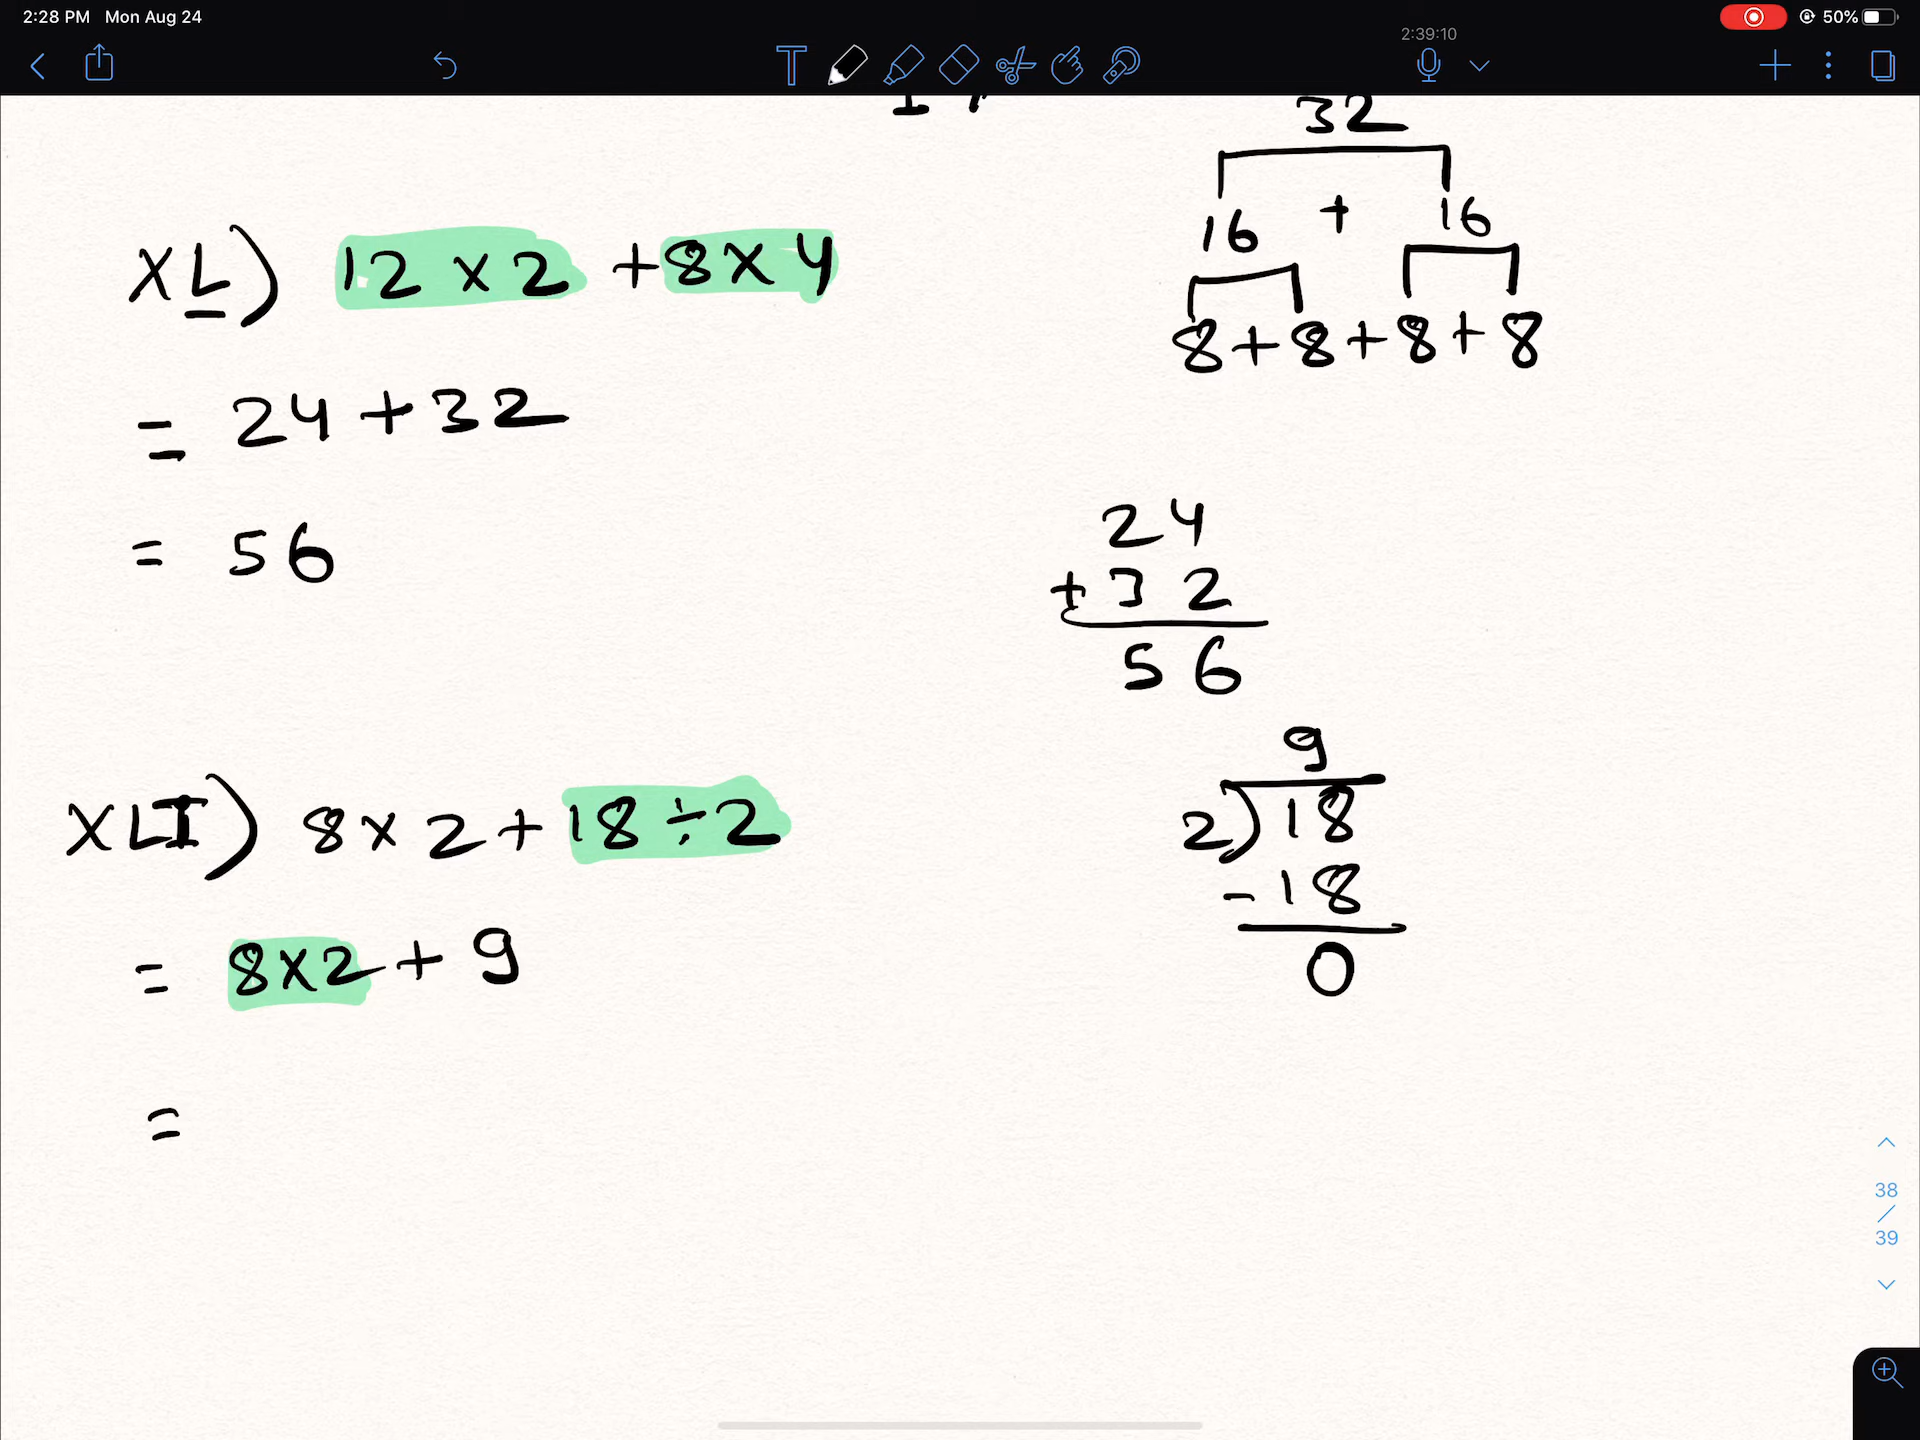 2:28 PM Mon Aug 24
50%
2:39:10
32
16 + 16
8+8+8+8
XL) 12 x 2 + 8 x 4
= 24 + 32
= 56
24
+ 32
56
XLI) 8 x 2 + 18 ÷ 2
= 8x2 + 9
=
9
2) 18
- 18
0
38
/
39